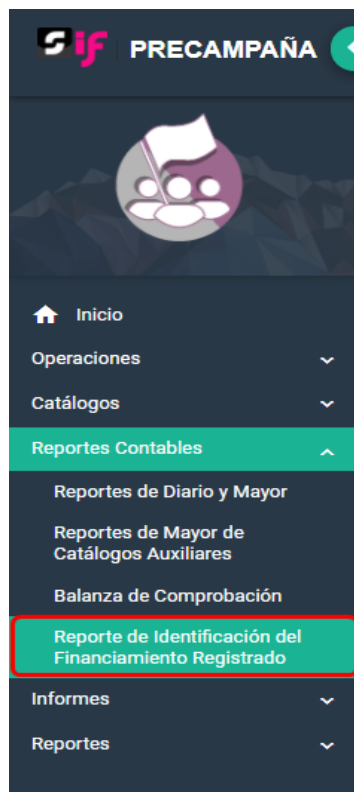 Sif PRECAMPAÑA
Inicio
Operaciones
Catálogos
Reportes Contables
Reportes de Diario y Mayor
Reportes de Mayor de
Catálogos Auxiliares
Balanza de Comprobación
Reporte de Identificación del
Financiamiento Registrado
Informes
Reportes